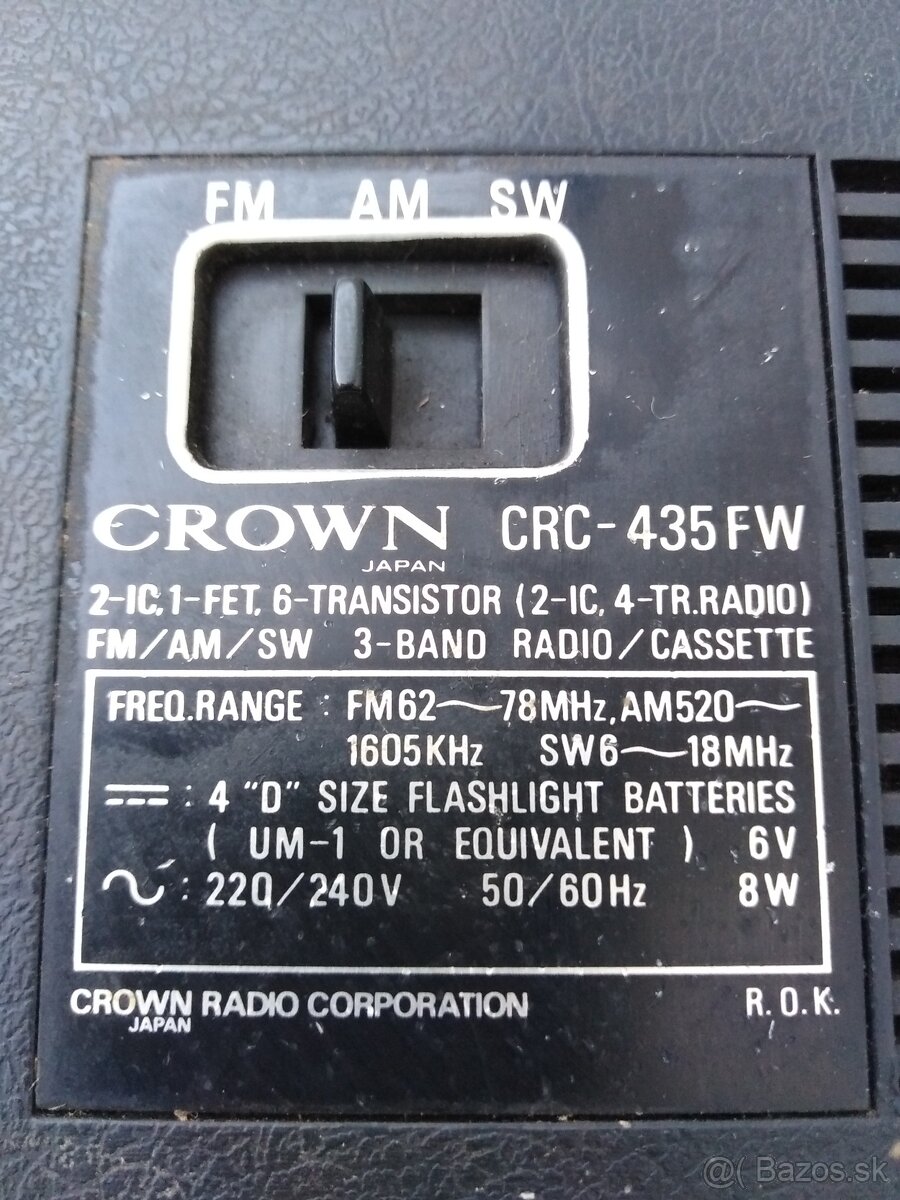 FM AM SW
CROWN CRC-435FW
JAPAN
2-IC, 1-FET, 6-TRANSISTOR (2-IC, 4-TR.RADIO)
FM/AM/SW 3-BAND RADIO/CASSETTE
FREQ.RANGE : FM62~78MHz, AM520~
1605KHz SW6~18MHz
⎓ : 4 "D" SIZE FLASHLIGHT BATTERIES
( UM-1 OR EQUIVALENT ) 6V
~ : 220/240V 50/60Hz 8W
CROWN RADIO CORPORATION R.O.K.
JAPAN
@( Bazos.sk